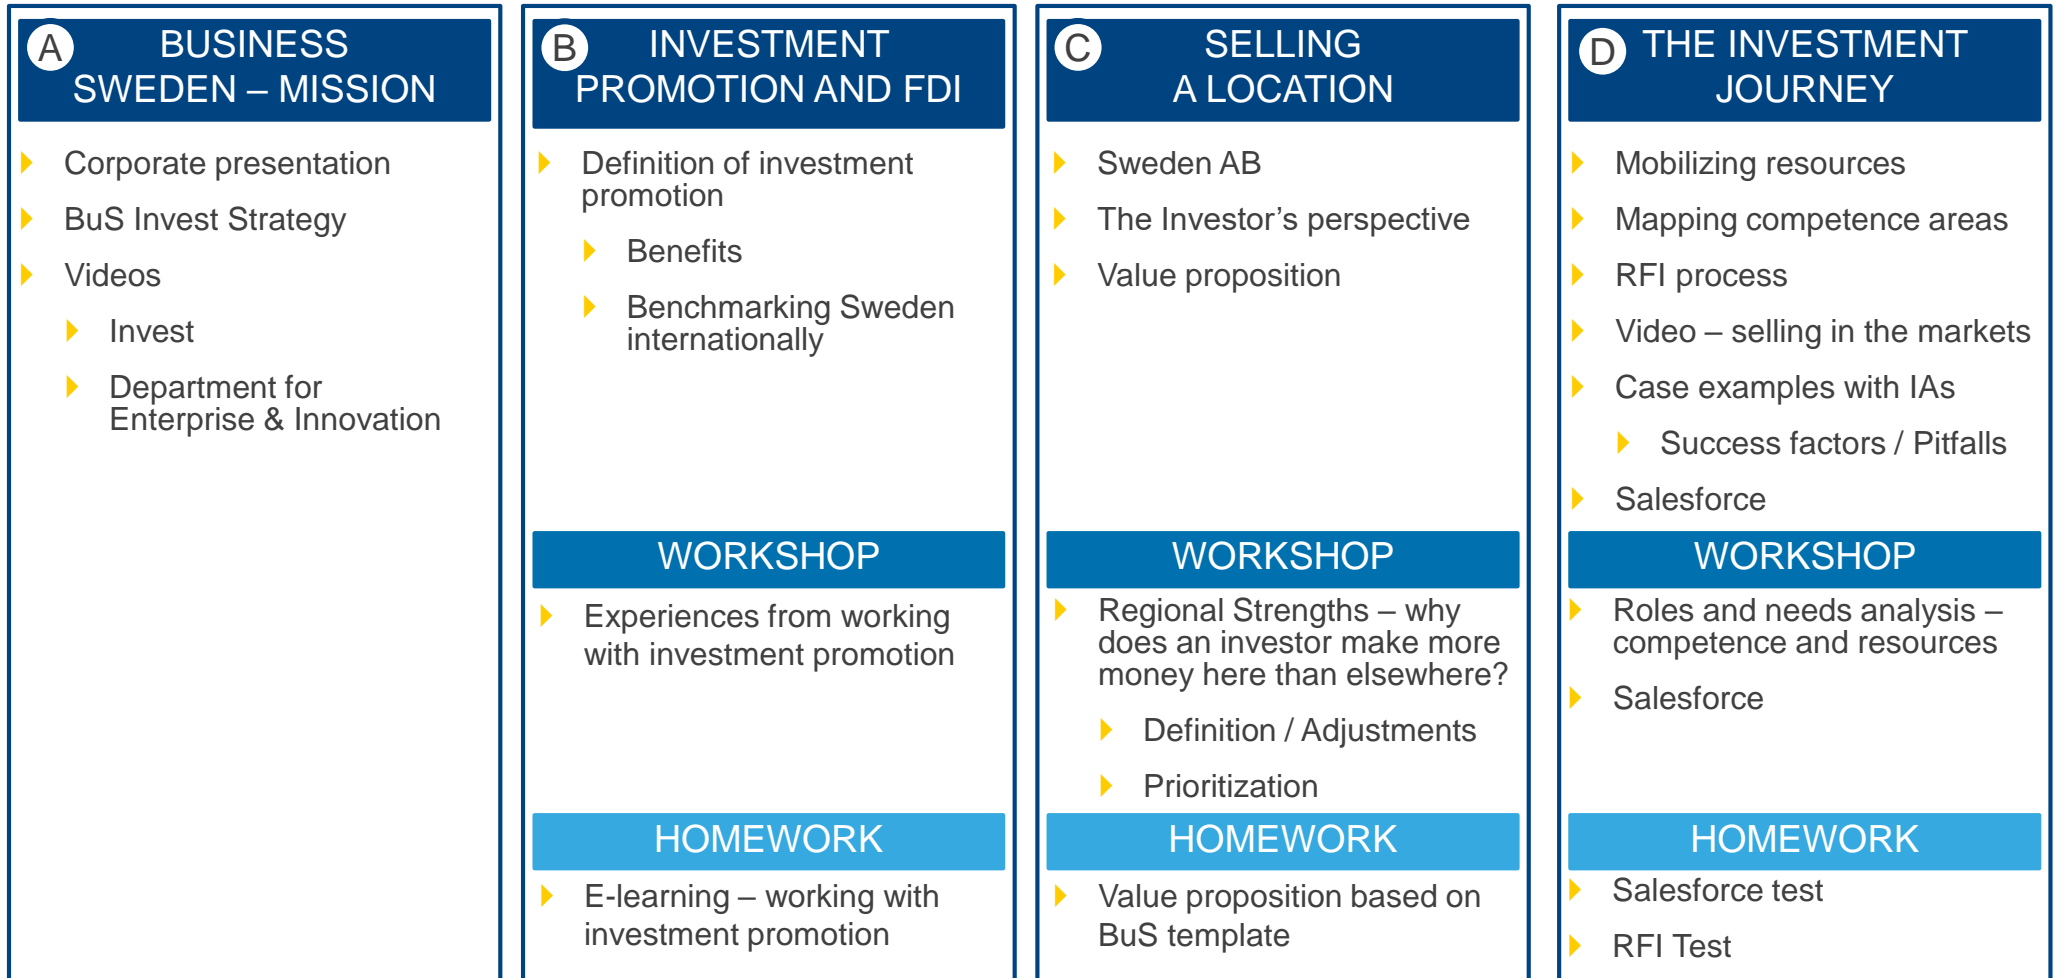 A
BUSINESS
SWEDEN – MISSION
Corporate presentation
BuS Invest Strategy
Videos
Invest
Department for
Enterprise & Innovation
B
INVESTMENT
PROMOTION AND FDI
Definition of investment
promotion
Benefits
Benchmarking Sweden
internationally
WORKSHOP
Experiences from working
with investment promotion
HOMEWORK
E-learning – working with
investment promotion
C
SELLING
A LOCATION
Sweden AB
The Investor’s perspective
Value proposition
WORKSHOP
Regional Strengths – why
does an investor make more
money here than elsewhere?
Definition / Adjustments
Prioritization
HOMEWORK
Value proposition based on
BuS template
D
THE INVESTMENT
JOURNEY
Mobilizing resources
Mapping competence areas
RFI process
Video – selling in the markets
Case examples with IAs
Success factors / Pitfalls
Salesforce
WORKSHOP
Roles and needs analysis –
competence and resources
Salesforce
HOMEWORK
Salesforce test
RFI Test